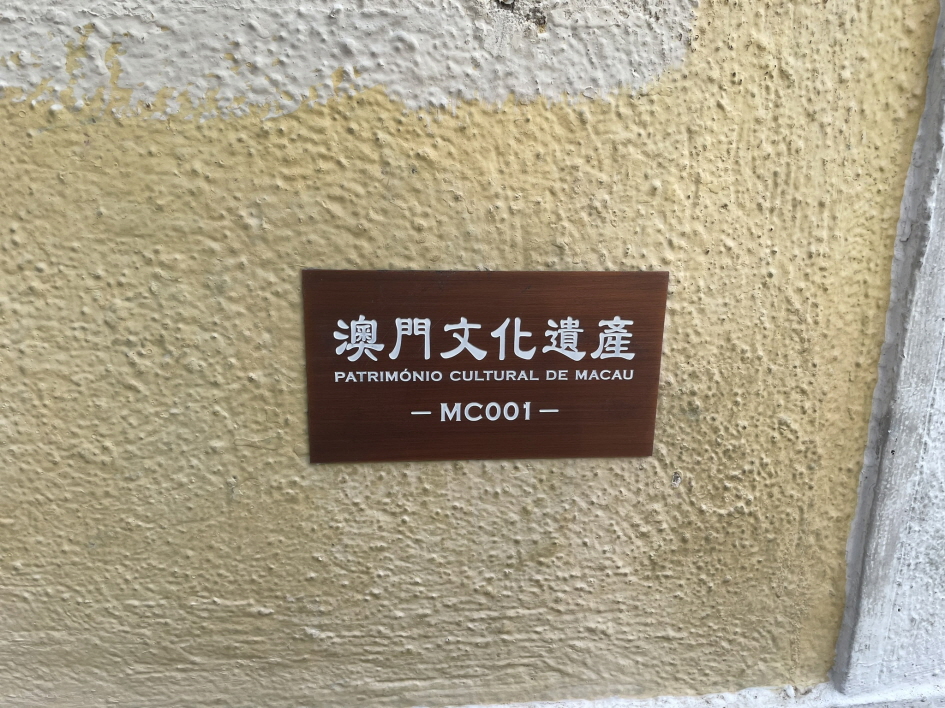 澳門文化遺產
PATRIMÓNIO CULTURAL DE MACAU
— MC001 —